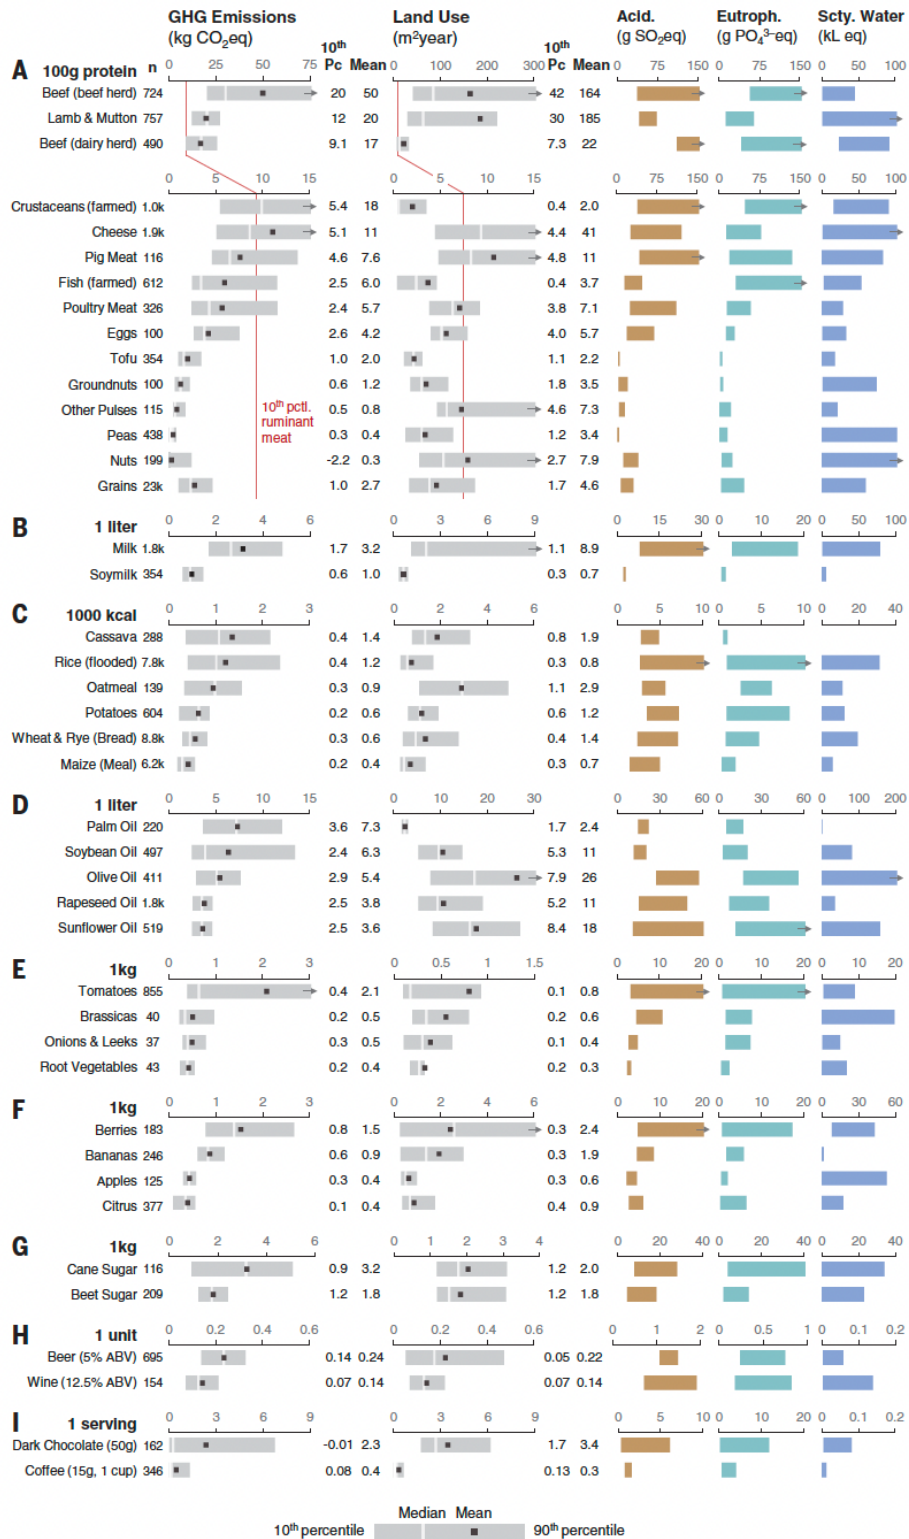 GHG Emissions Land Use Acid. Eutroph. Scty. Water
(kg CO₂eq) (m²year) (g SO₂eq) (g PO₄³⁻eq) (kL eq)
10th Pc Mean 10th Pc Mean
A 100g protein n 0 25 50 75 0 100 200 300 0 75 150 0 75 150 0 50 100
Beef (beef herd) 724 20 50 42 164
Lamb & Mutton 757 12 20 30 185
Beef (dairy herd) 490 9.1 17 7.3 22
0 5 10 15 0 5 10 15 0 75 150 0 75 150 0 50 100
Crustaceans (farmed) 1.0k 5.4 18 0.4 2.0
Cheese 1.9k 5.1 11 4.4 41
Pig Meat 116 4.6 7.6 4.8 11
Fish (farmed) 612 2.5 6.0 0.4 3.7
Poultry Meat 326 2.4 5.7 3.8 7.1
Eggs 100 2.6 4.2 4.0 5.7
Tofu 354 1.0 2.0 1.1 2.2
Groundnuts 100 0.6 1.2 1.8 3.5
Other Pulses 115 0.5 0.8 4.6 7.3
10th pctl.
ruminant
meat
Peas 438 0.3 0.4 1.2 3.4
Nuts 199 -2.2 0.3 2.7 7.9
Grains 23k 1.0 2.7 1.7 4.6
B 1 liter 0 2 4 6 0 3 6 9 0 15 30 0 10 20 0 50 100
Milk 1.8k 1.7 3.2 1.1 8.9
Soymilk 354 0.6 1.0 0.3 0.7
C 1000 kcal 0 1 2 3 0 2 4 6 0 5 10 0 5 10 0 20 40
Cassava 288 0.4 1.4 0.8 1.9
Rice (flooded) 7.8k 0.4 1.2 0.3 0.8
Oatmeal 139 0.3 0.9 1.1 2.9
Potatoes 604 0.2 0.6 0.6 1.2
Wheat & Rye (Bread) 8.8k 0.3 0.6 0.4 1.4
Maize (Meal) 6.2k 0.2 0.4 0.3 0.7
D 1 liter 0 5 10 15 0 10 20 30 0 30 60 0 30 60 0 100 200
Palm Oil 220 3.6 7.3 1.7 2.4
Soybean Oil 497 2.4 6.3 5.3 11
Olive Oil 411 2.9 5.4 7.9 26
Rapeseed Oil 1.8k 2.5 3.8 5.2 11
Sunflower Oil 519 2.5 3.6 8.4 18
E 1kg 0 1 2 3 0 0.5 1 1.5 0 10 20 0 10 20 0 10 20
Tomatoes 855 0.4 2.1 0.1 0.8
Brassicas 40 0.2 0.5 0.2 0.6
Onions & Leeks 37 0.3 0.5 0.1 0.4
Root Vegetables 43 0.2 0.4 0.2 0.3
F 1kg 0 1 2 3 0 2 4 6 0 10 20 0 10 20 0 30 60
Berries 183 0.8 1.5 0.3 2.4
Bananas 246 0.6 0.9 0.3 1.9
Apples 125 0.3 0.4 0.3 0.6
Citrus 377 0.1 0.4 0.4 0.9
G 1kg 0 2 4 6 0 1 2 3 4 0 20 40 0 20 40 0 20 40
Cane Sugar 116 0.9 3.2 1.2 2.0
Beet Sugar 209 1.2 1.8 1.2 1.8
H 1 unit 0 0.2 0.4 0.6 0 0.2 0.4 0.6 0 1 2 0 0.5 1 0 0.1 0.2
Beer (5% ABV) 695 0.14 0.24 0.05 0.22
Wine (12.5% ABV) 154 0.07 0.14 0.07 0.14
I 1 serving 0 3 6 9 0 3 6 9 0 5 10 0 10 20 0 0.1 0.2
Dark Chocolate (50g) 162 -0.01 2.3 1.7 3.4
Coffee (15g, 1 cup) 346 0.08 0.4 0.13 0.3
Median Mean
10th percentile 90th percentile